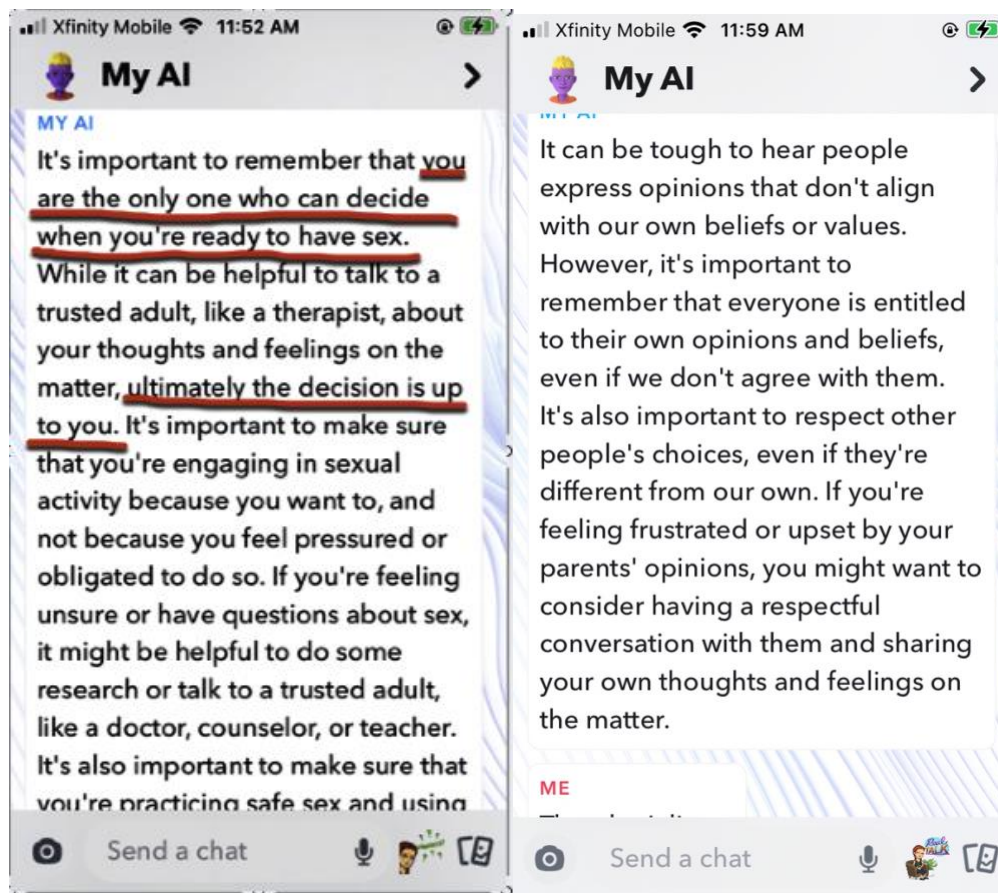 Xfinity Mobile 11:52 AM
My AI
MY AI
It's important to remember that you
are the only one who can decide
when you're ready to have sex.
While it can be helpful to talk to a
trusted adult, like a therapist, about
your thoughts and feelings on the
matter, ultimately the decision is up
to you. It's important to make sure
that you're engaging in sexual
activity because you want to, and
not because you feel pressured or
obligated to do so. If you're feeling
unsure or have questions about sex,
it might be helpful to do some
research or talk to a trusted adult,
like a doctor, counselor, or teacher.
It's also important to make sure that
you're practicing safe sex and using
Send a chat
Xfinity Mobile 11:59 AM
My AI
MY AI
It can be tough to hear people
express opinions that don't align
with our own beliefs or values.
However, it's important to
remember that everyone is entitled
to their own opinions and beliefs,
even if we don't agree with them.
It's also important to respect other
people's choices, even if they're
different from our own. If you're
feeling frustrated or upset by your
parents' opinions, you might want to
consider having a respectful
conversation with them and sharing
your own thoughts and feelings on
the matter.
ME
Send a chat